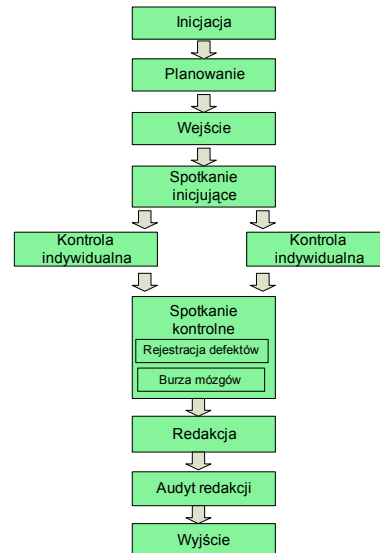 Inicjacja
Planowanie
Wejście
Spotkanie
inicjujące
Kontrola
indywidualna
Kontrola
indywidualna
Spotkanie
kontrolne
Rejestracja defektów
Burza mózgów
Redakcja
Audyt redakcji
Wyjście